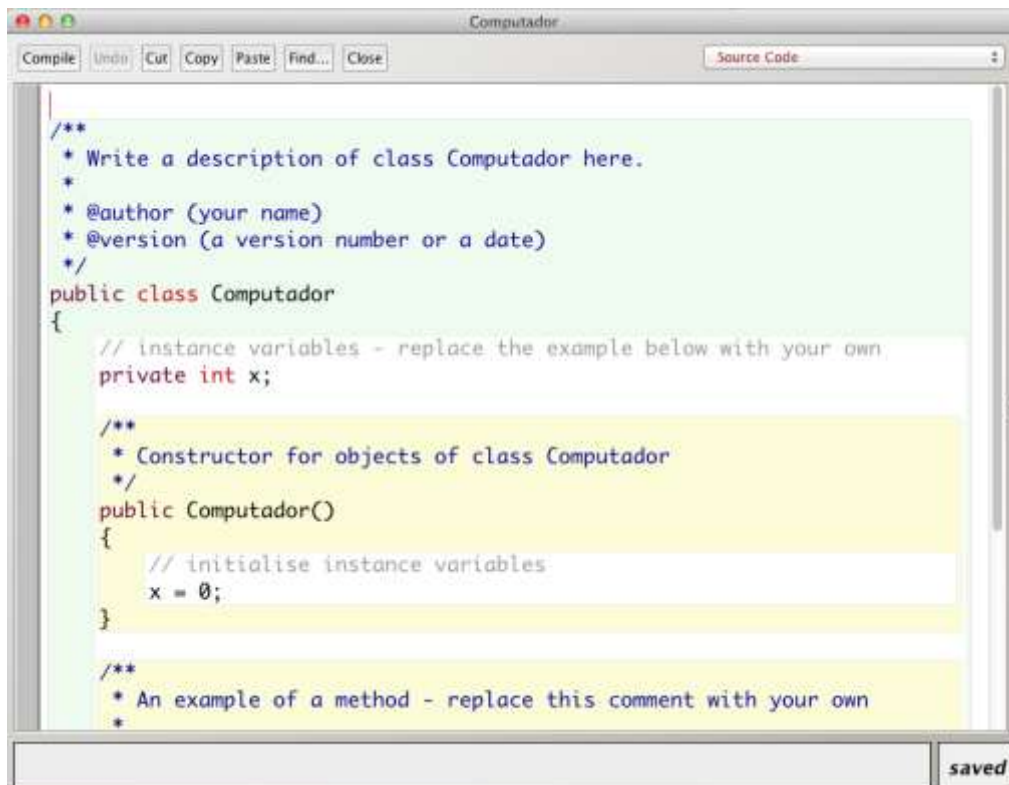 Computador
Compile Undo Cut Copy Paste Find... Close Source Code
/**
* Write a description of class Computador here.
*
* @author (your name)
* @version (a version number or a date)
*/
public class Computador
{
// instance variables - replace the example below with your own
private int x;
/**
* Constructor for objects of class Computador
*/
public Computador()
{
// initialise instance variables
x = 0;
}
/**
* An example of a method - replace this comment with your own
*
saved